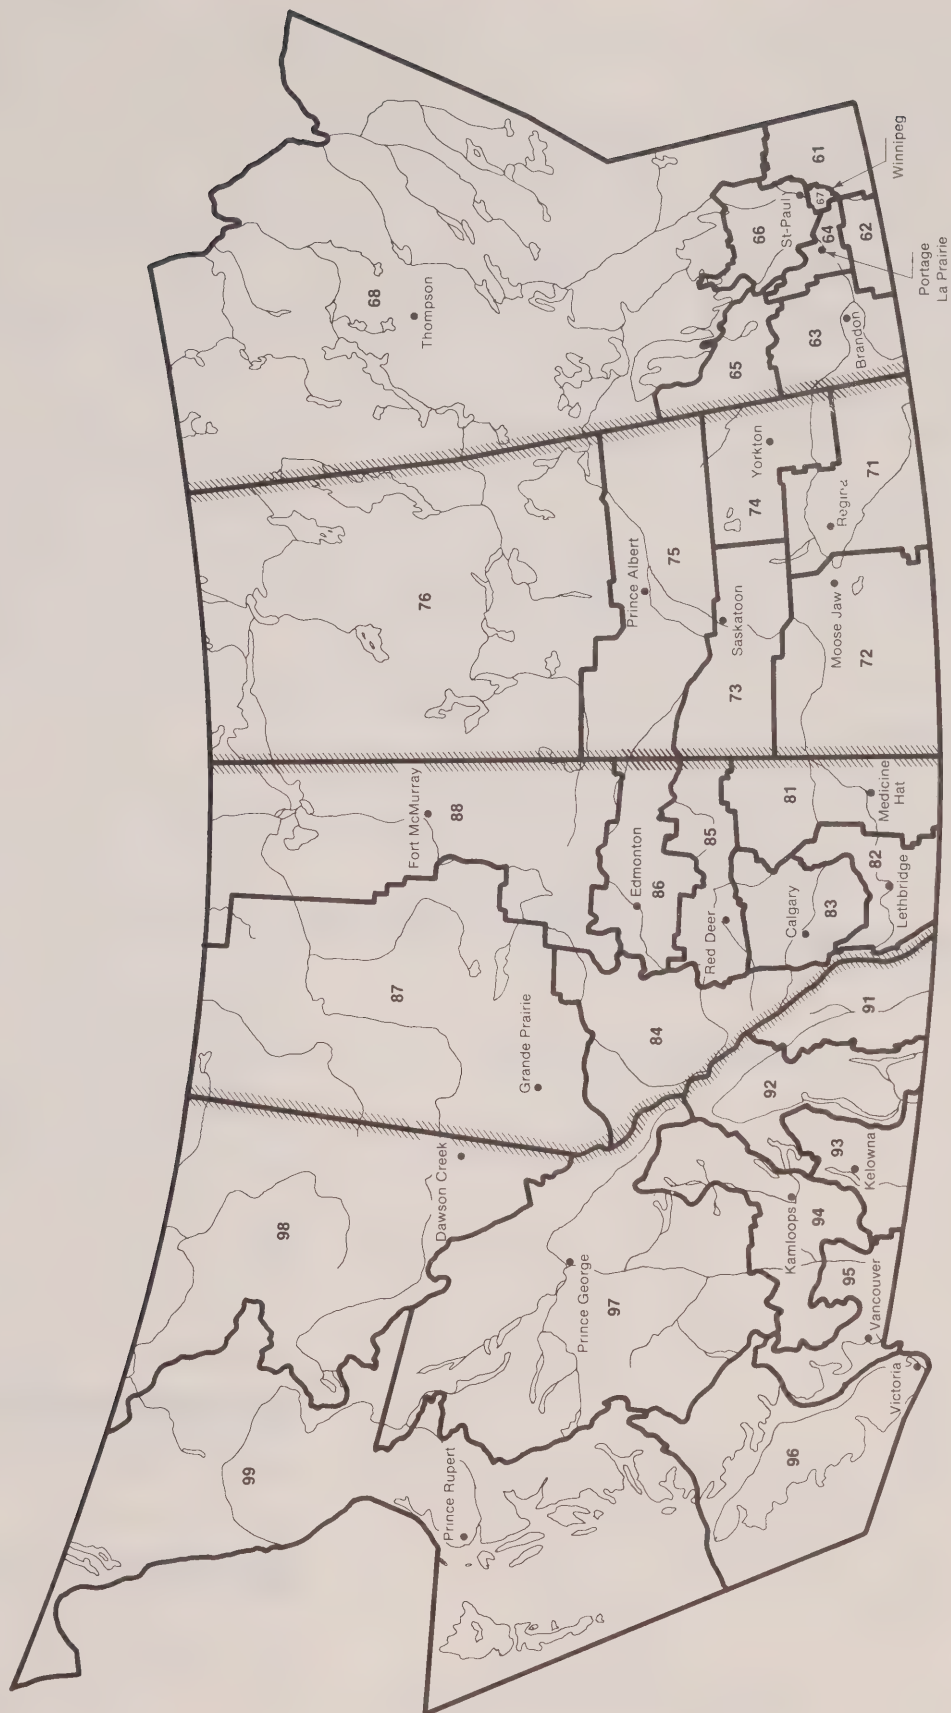 99
98
Dawson Creek
87
Grande Prairie
Fort McMurray
88
76
68
Thompson
Prince Rupert
Prince George
97
84
Edmonton
86
Red Deer
85
Prince Albert
75
Saskatoon
73
74
Yorkton
65
66
St-Paul
61
67
64
62
63
Brandon
Winnipeg
Portage
La Prairie
96
Victoria
95
Vancouver
Kamloops
94
93
Kelowna
92
91
Calgary
83
82
Lethbridge
81
Medicine
Hat
Moose Jaw
72
Regina
71